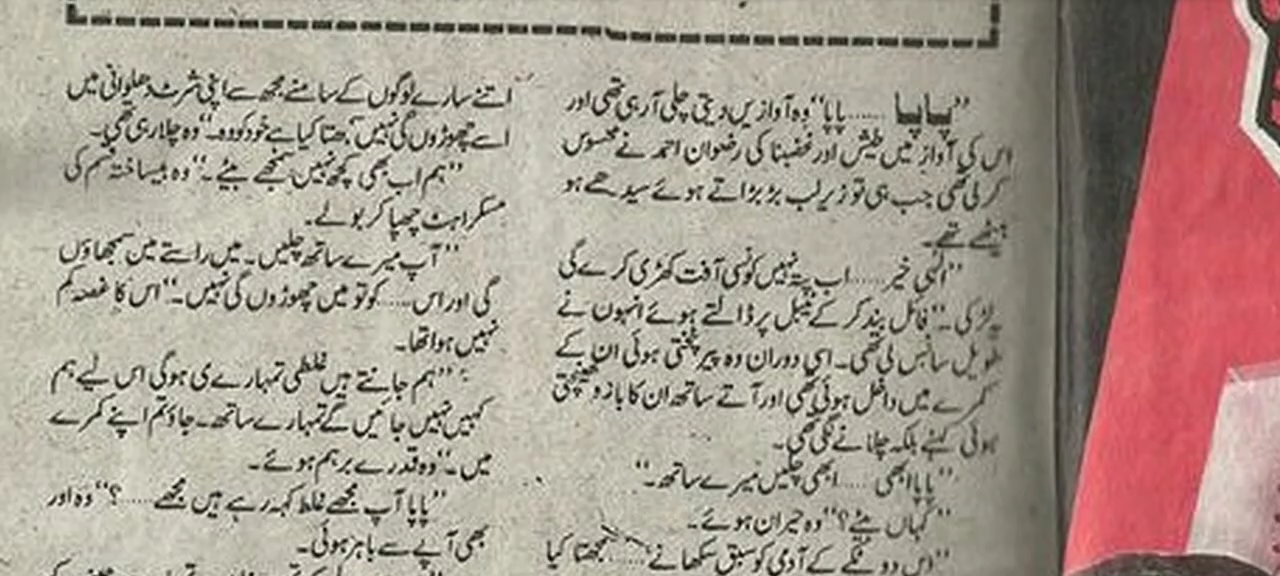 ”پاپا ...... پاپا“ وہ آوازیں دیتی چلی آ رہی تھی اور
اس کی آواز میں طیش اور غضبنا کی رضوان احمد نے محسوس
کر لی تھی جب ہی تو زیر لب بڑبڑاتے ہوئے سیدھے ہو
بیٹھے تھے۔
”الٰہی خیر ...... اب پتہ نہیں کونسی آفت کھڑی کرے گی
یہ لڑکی۔“ فائل بند کر کے ٹیبل پر ڈالتے ہوئے انہوں نے
طویل سانس لی تھی۔ اسی دوران وہ پیر پٹختی ہوئی ان کے
کمرے میں داخل ہوئی تھی اور آتے ساتھ ان کا بازو کھینچتی
ہوئی کہنے بلکہ چلانے لگی تھی۔
”پاپا ابھی ...... ابھی چلیں میرے ساتھ۔“
”کہاں بیٹے؟“ وہ حیران ہوئے۔
”اس دو ٹکے کے آدمی کو سبق سکھانے ...... سمجھتا کیا
اتنے سارے لوگوں کے سامنے مجھ سے اپنی شرٹ دھلوائی میں
اسے چھوڑوں گی نہیں سمجھتا کیا ہے خود کو وہ۔“ وہ چلا رہی تھی۔
”ہم اب بھی کچھ نہیں سمجھے بیٹے۔“ وہ بیساختہ قسم کی
مسکراہٹ چھپا کر بولے۔
”آپ میرے ساتھ چلیں۔ میں راستے میں سمجھاؤں
گی اور اس ...... کو تو میں چھوڑوں گی نہیں۔“ اس کا غصہ کم
نہیں ہوا تھا۔
”ہم جانتے ہیں غلطی تمہارے ی ہوگی اس لیے ہم
کہیں نہیں جائیں گے تمہارے ساتھ۔ جاؤ تم اپنے کمرے
میں۔“ وہ قدرے برہم ہوئے۔
”پاپا آپ مجھے غلط کہہ رہے ہیں مجھے ......؟“ وہ اور
بھی آپے سے باہر ہوئی۔